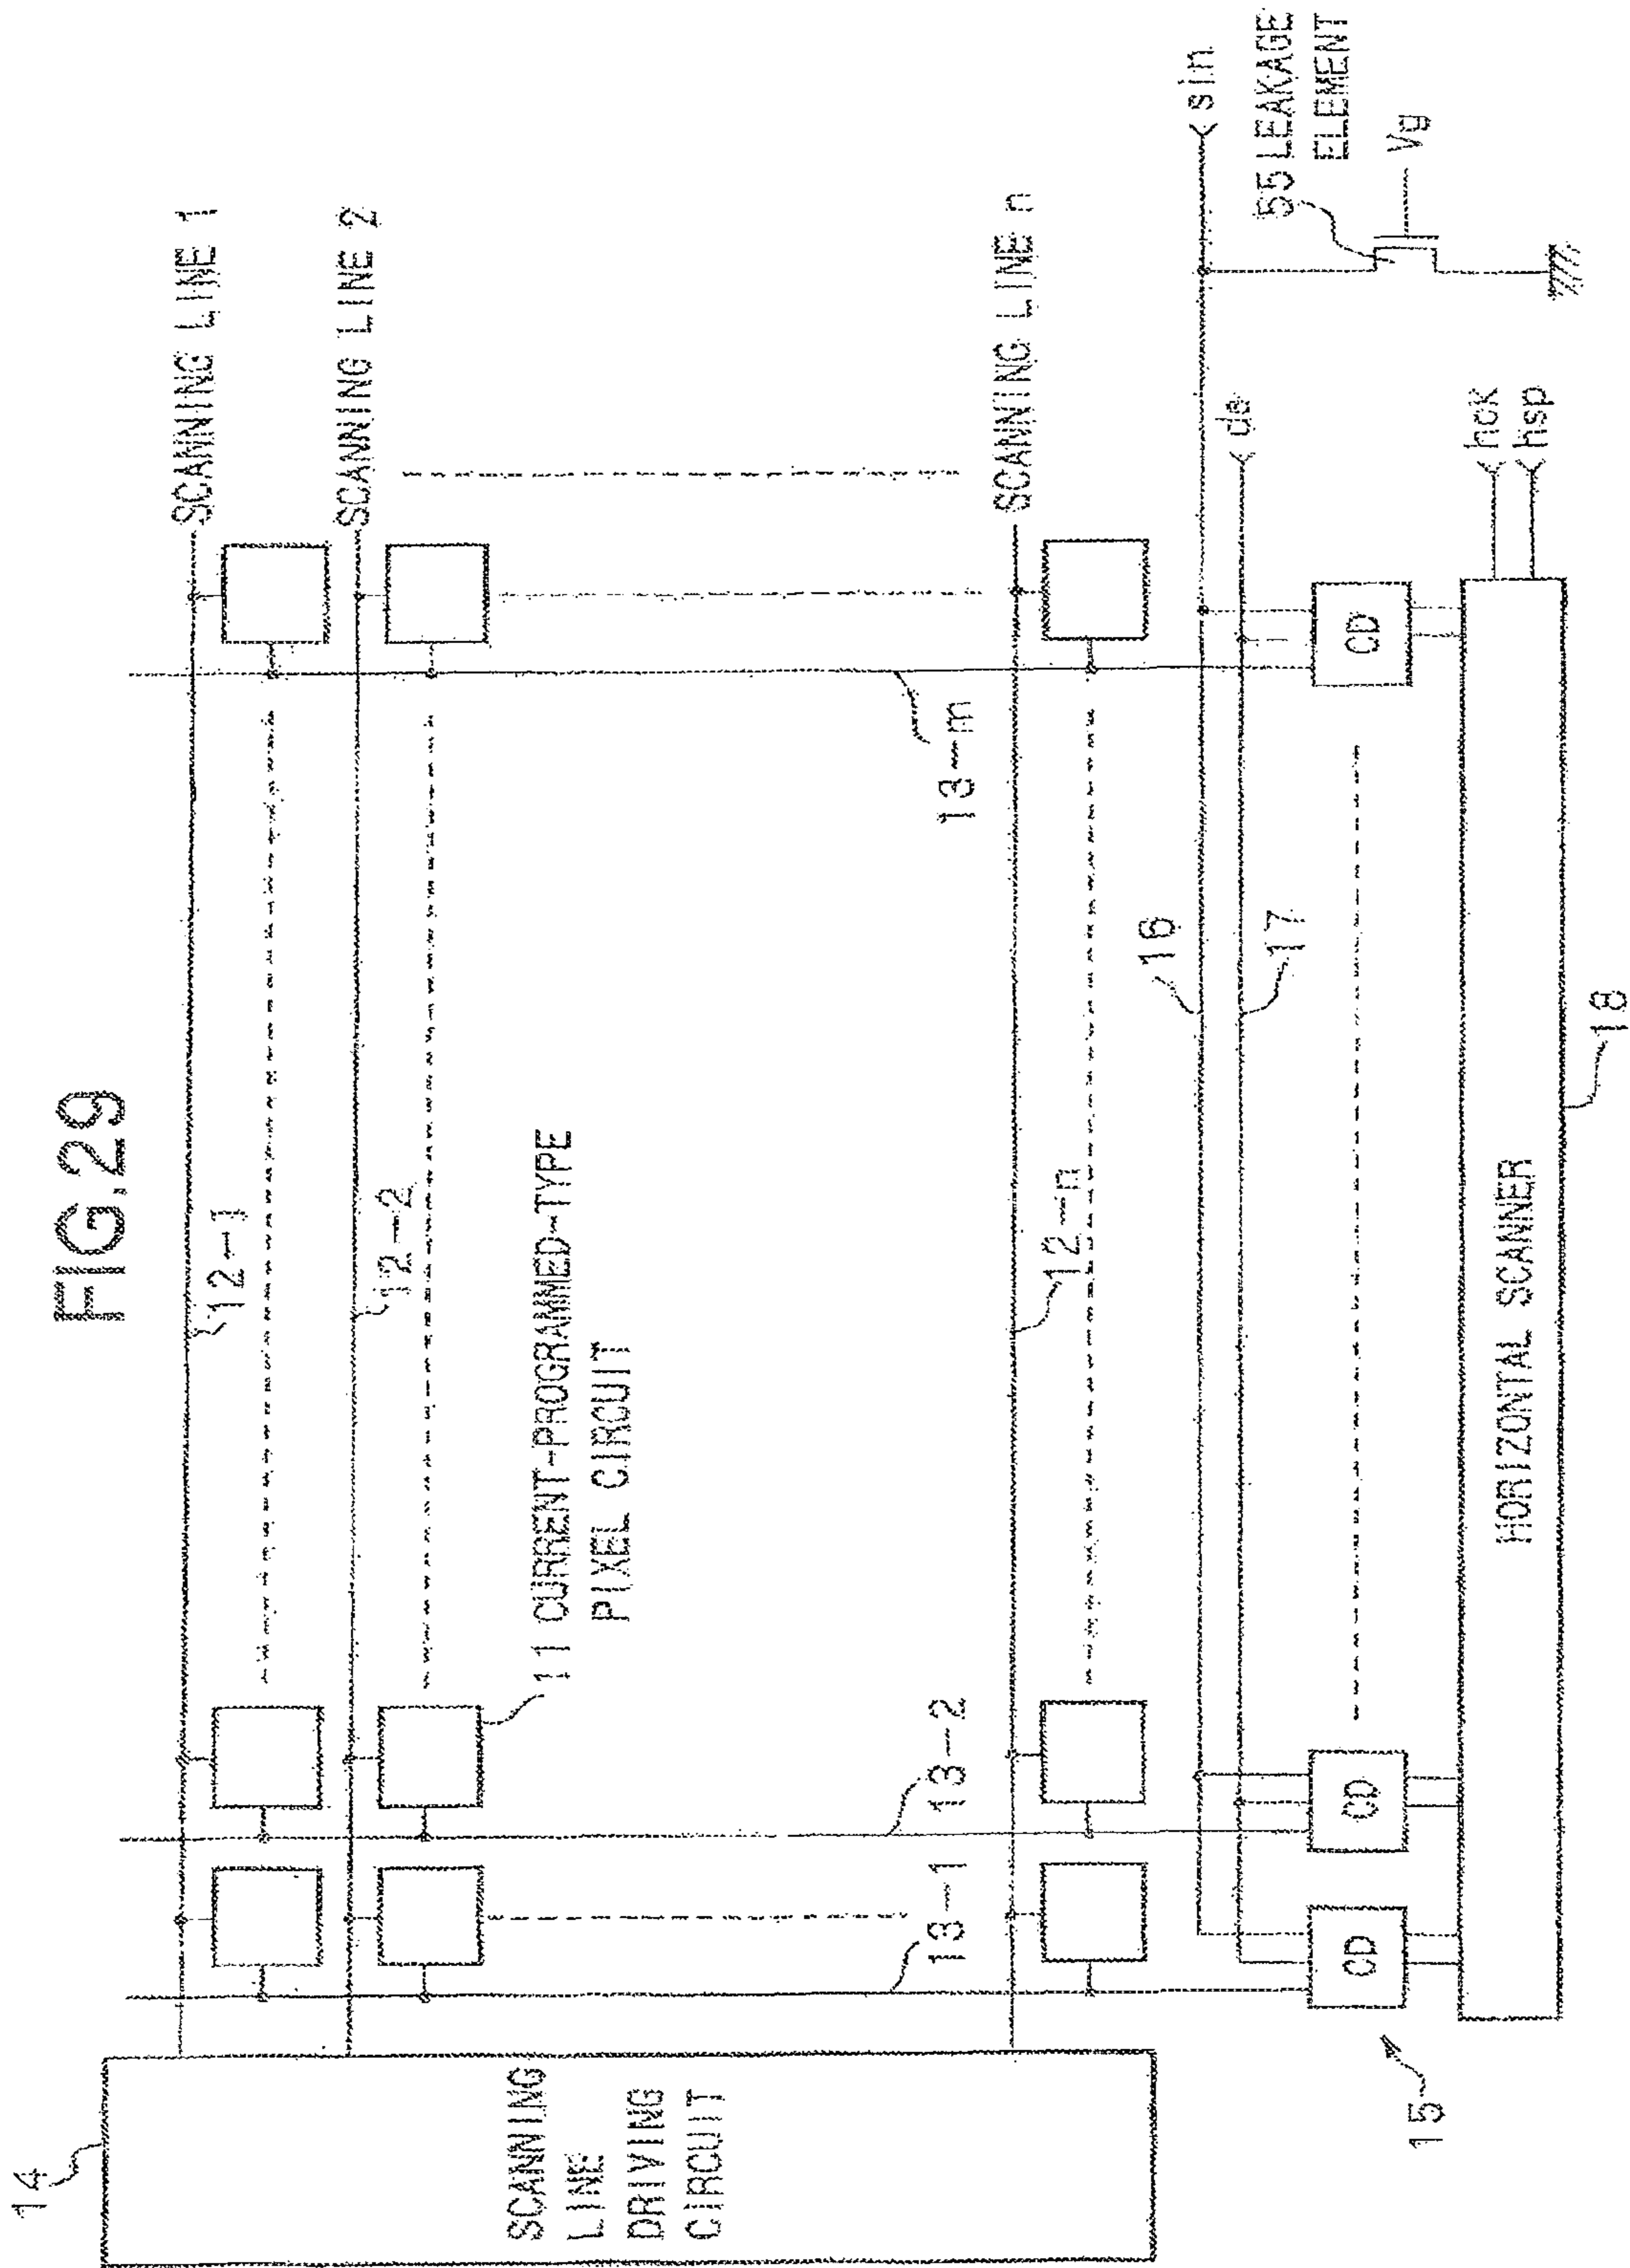 FIG.29
14
SCANNING
LINE
DRIVING
CIRCUIT
SCANNING LINE 1
SCANNING LINE 2
SCANNING LINE n
12-1
12-2
12-n
11 CURRENT-PROGRAMMED-TYPE
PIXEL CIRCUIT
13-1
13-2
13-m
16
17
sin
de
55 LEAKAGE
ELEMENT
Vg
CD
CD
CD
15
HORIZONTAL SCANNER
hck
hsp
18